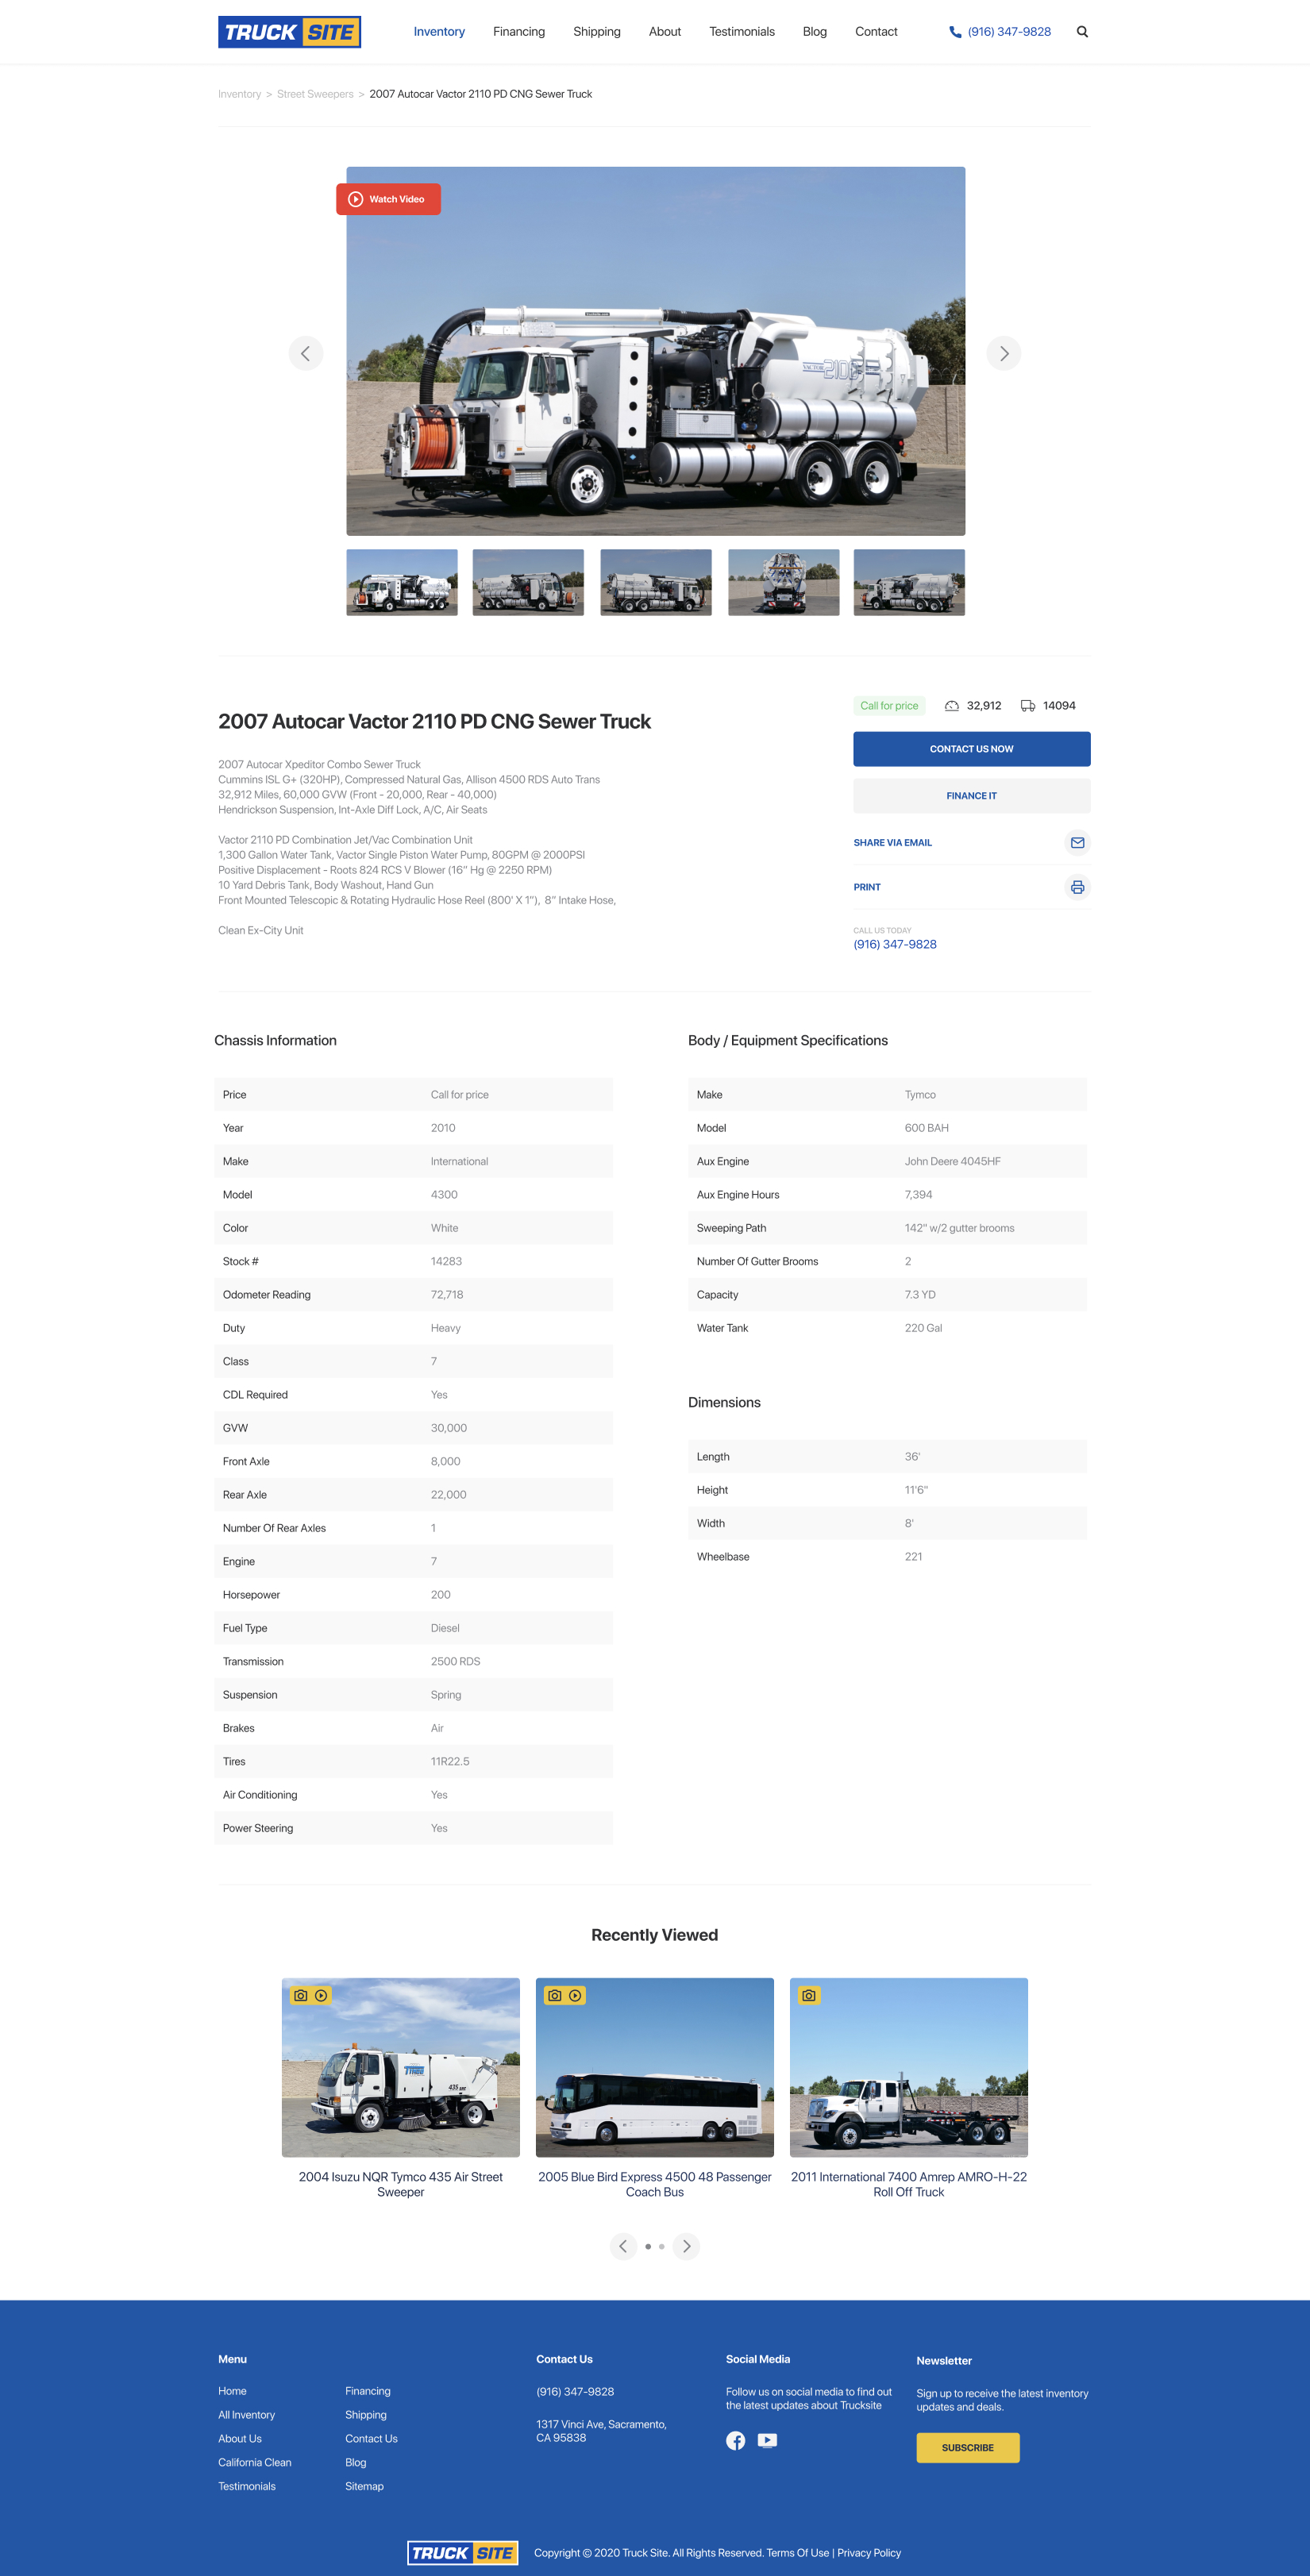 TRUCK SITE
Inventory
Financing
Shipping
About
Testimonials
Blog
Contact
(916) 347-9828
Inventory > Street Sweepers > 2007 Autocar Vactor 2110 PD CNG Sewer Truck
Watch Video
VACTOR 2105
2007 Autocar Vactor 2110 PD CNG Sewer Truck
Call for price
32,912
14094
CONTACT US NOW
FINANCE IT
SHARE VIA EMAIL
PRINT
CALL US TODAY
(916) 347-9828
2007 Autocar Xpeditor Combo Sewer Truck
Cummins ISL G+ (320HP), Compressed Natural Gas, Allison 4500 RDS Auto Trans
32,912 Miles, 60,000 GVW (Front - 20,000, Rear - 40,000)
Hendrickson Suspension, Int-Axle Diff Lock, A/C, Air Seats
Vactor 2110 PD Combination Jet/Vac Combination Unit
1,300 Gallon Water Tank, Vactor Single Piston Water Pump, 80GPM @ 2000PSI
Positive Displacement - Roots 824 RCS V Blower (16” Hg @ 2250 RPM)
10 Yard Debris Tank, Body Washout, Hand Gun
Front Mounted Telescopic & Rotating Hydraulic Hose Reel (800' X 1”), 8” Intake Hose,
Clean Ex-City Unit
Chassis Information
Price Call for price
Year 2010
Make International
Model 4300
Color White
Stock # 14283
Odometer Reading 72,718
Duty Heavy
Class 7
CDL Required Yes
GVW 30,000
Front Axle 8,000
Rear Axle 22,000
Number Of Rear Axles 1
Engine 7
Horsepower 200
Fuel Type Diesel
Transmission 2500 RDS
Suspension Spring
Brakes Air
Tires 11R22.5
Air Conditioning Yes
Power Steering Yes
Body / Equipment Specifications
Make Tymco
Model 600 BAH
Aux Engine John Deere 4045HF
Aux Engine Hours 7,394
Sweeping Path 142" w/2 gutter brooms
Number Of Gutter Brooms 2
Capacity 7.3 YD
Water Tank 220 Gal
Dimensions
Length 36'
Height 11'6"
Width 8'
Wheelbase 221
Recently Viewed
TYMCO
435
2004 Isuzu NQR Tymco 435 Air Street
Sweeper
2005 Blue Bird Express 4500 48 Passenger
Coach Bus
2011 International 7400 Amrep AMRO-H-22
Roll Off Truck
Menu
Home
All Inventory
About Us
California Clean
Testimonials
Financing
Shipping
Contact Us
Blog
Sitemap
Contact Us
(916) 347-9828
1317 Vinci Ave, Sacramento,
CA 95838
Social Media
Follow us on social media to find out
the latest updates about Trucksite
Newsletter
Sign up to receive the latest inventory
updates and deals.
SUBSCRIBE
TRUCK SITE
Copyright © 2020 Truck Site. All Rights Reserved. Terms Of Use | Privacy Policy